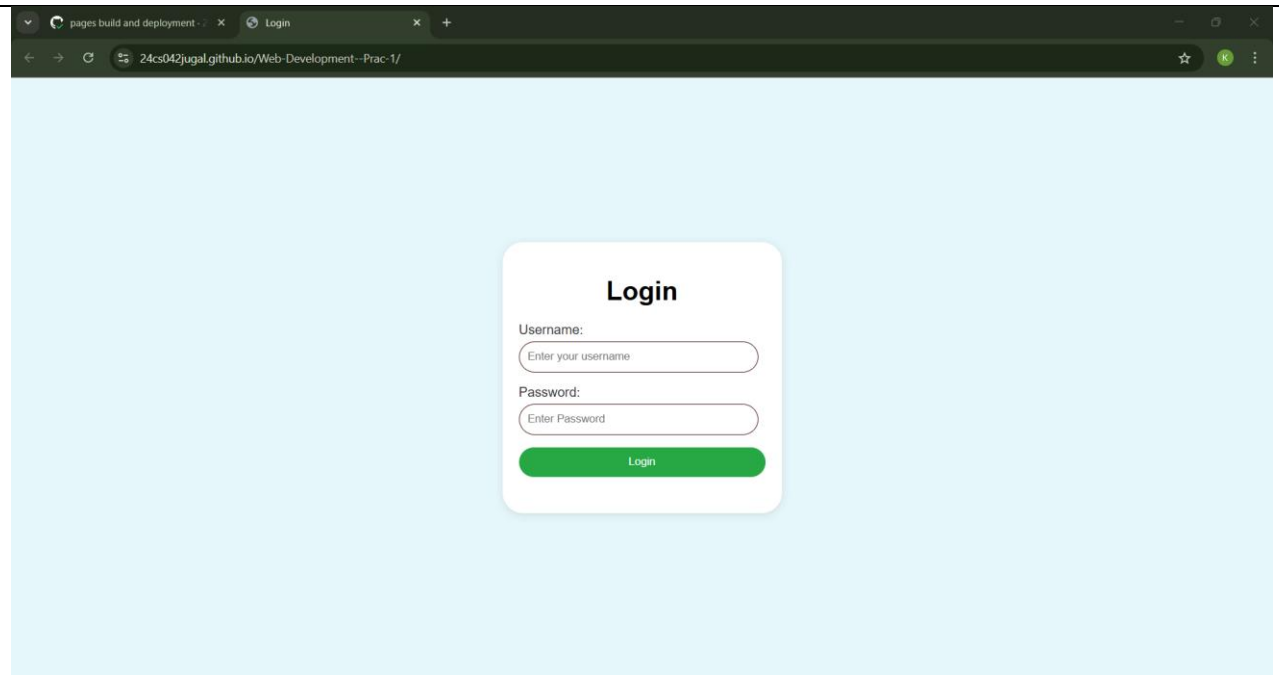 pages build and deployment · 2
Login
24cs042jugal.github.io/Web-Development--Prac-1/
K
Login
Username:
Enter your username
Password:
Enter Password
Login